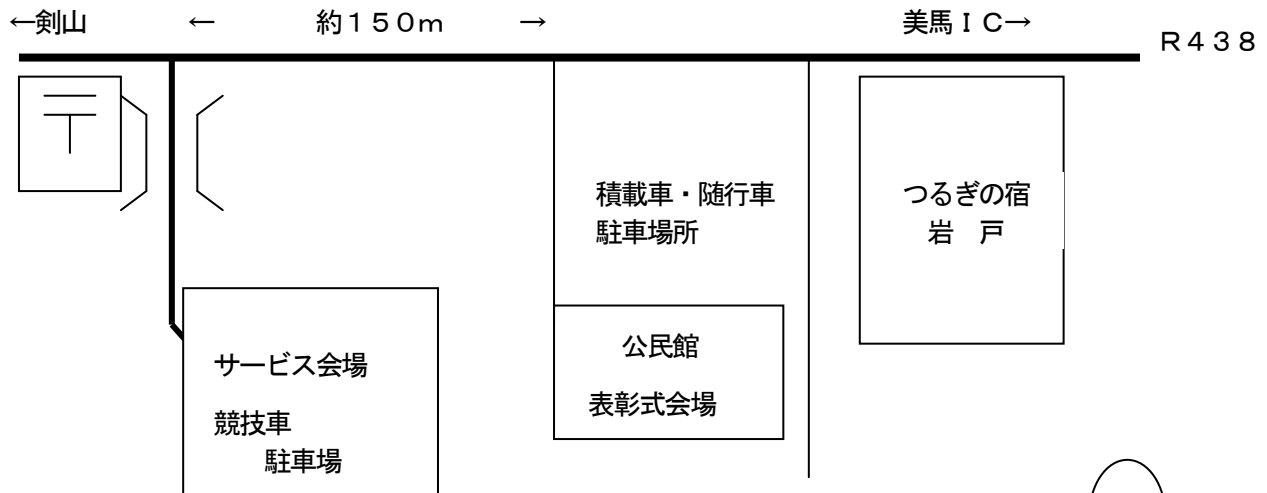 ←剣山 ← 約150m → 美馬IC→
R438
〒
積載車・随行車
駐車場所
つるぎの宿
岩 戸
公民館
表彰式会場
サービス会場
競技車
駐車場